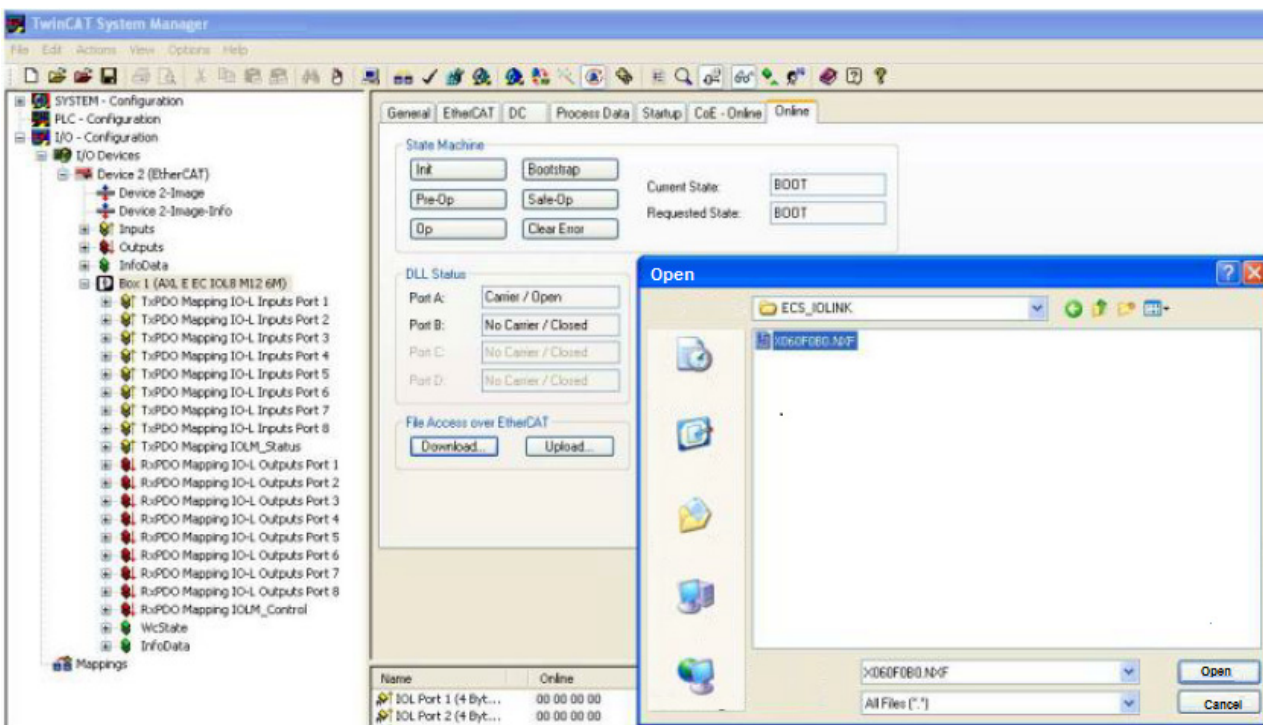 TwinCAT System Manager
File Edit Actions View Options Help
SYSTEM - Configuration
PLC - Configuration
I/O - Configuration
I/O Devices
Device 2 (EtherCAT)
Device 2-Image
Device 2-Image-Info
Inputs
Outputs
InfoData
Box 1 (AXL E EC IOL8 M12 6M)
TxPDO Mapping IO-L Inputs Port 1
TxPDO Mapping IO-L Inputs Port 2
TxPDO Mapping IO-L Inputs Port 3
TxPDO Mapping IO-L Inputs Port 4
TxPDO Mapping IO-L Inputs Port 5
TxPDO Mapping IO-L Inputs Port 6
TxPDO Mapping IO-L Inputs Port 7
TxPDO Mapping IO-L Inputs Port 8
TxPDO Mapping IOLM_Status
RxPDO Mapping IO-L Outputs Port 1
RxPDO Mapping IO-L Outputs Port 2
RxPDO Mapping IO-L Outputs Port 3
RxPDO Mapping IO-L Outputs Port 4
RxPDO Mapping IO-L Outputs Port 5
RxPDO Mapping IO-L Outputs Port 6
RxPDO Mapping IO-L Outputs Port 7
RxPDO Mapping IO-L Outputs Port 8
RxPDO Mapping IOLM_Control
WcState
InfoData
Mappings
General EtherCAT DC Process Data Startup CoE - Online Online
State Machine
Init Bootstrap
Pre-Op Safe-Op
Op Clear Error
Current State: BOOT
Requested State: BOOT
DLL Status
Port A: Carrier / Open
Port B: No Carrier / Closed
Port C: No Carrier / Closed
Port D: No Carrier / Closed
File Access over EtherCAT
Download... Upload...
Name Online
IOL Port 1 (4 Byt... 00 00 00 00
IOL Port 2 (4 Byt... 00 00 00 00
Open
ECS_IOLINK
X060F0B0.NXF
X060F0B0.NXF Open
All Files (*.*) Cancel